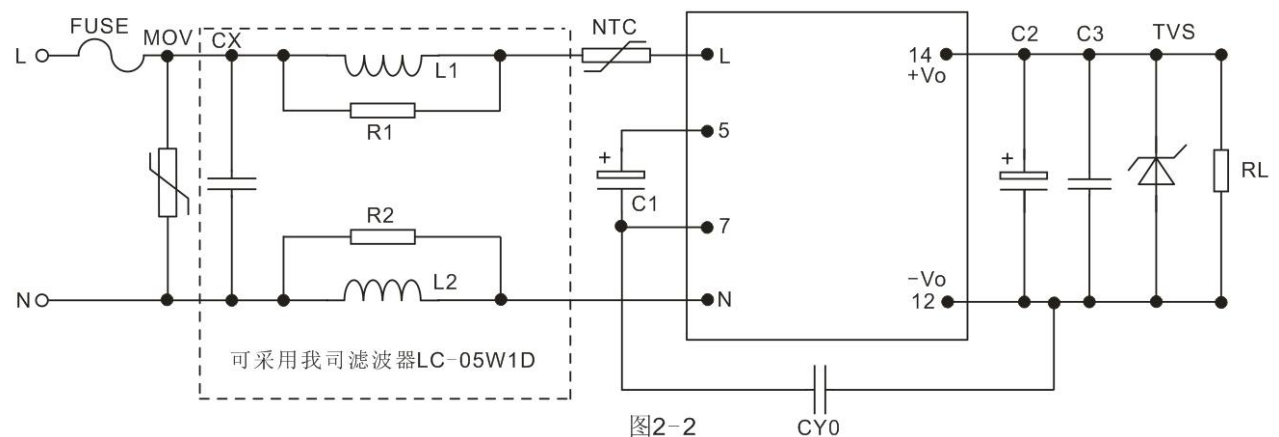 FUSE
MOV
CX
NTC
C2
C3
TVS
L
L1
L
14
+Vo
R1
5
+
+
C1
RL
R2
7
L2
−Vo
N
N
12
可采用我司滤波器LC-05W1D
图2-2
CY0